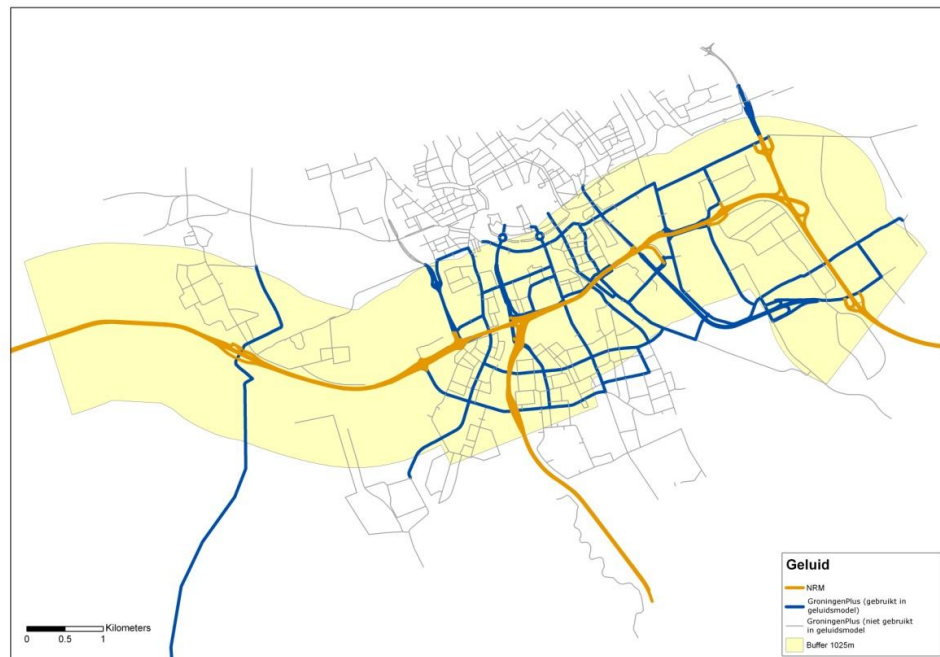 Geluid
NRM
GroningenPlus (gebruikt in
geluidsmodel)
GroningenPlus (niet gebruikt
in geluidsmodel
Buffer 1025m
Kilometers
0 0.5 1